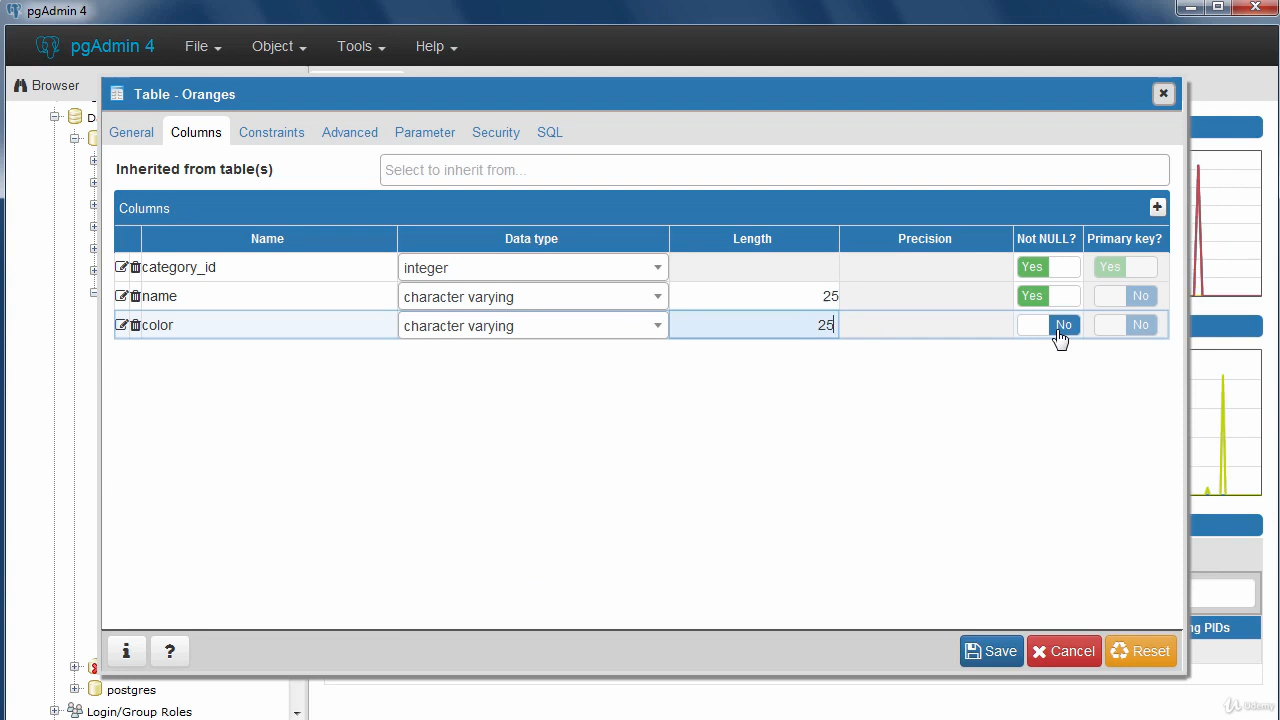 pgAdmin 4
pgAdmin 4 File Object Tools Help
Browser
Table - Oranges
General Columns Constraints Advanced Parameter Security SQL
Inherited from table(s) Select to inherit from...
Columns
Name Data type Length Precision Not NULL? Primary key?
category_id integer Yes Yes
name character varying 25 Yes No
color character varying 25 No No
i ? Save Cancel Reset
PIDs
postgres
Login/Group Roles
Udemy